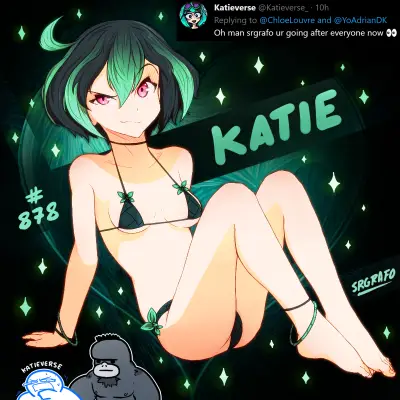 Katieverse @Katieverse_ · 10h
Replying to @ChloeLouvre and @YoAdrianDK
Oh man srgrafo ur going after everyone now 👀
KATIE
#
878
SRGRAFO
KATIEVERSE